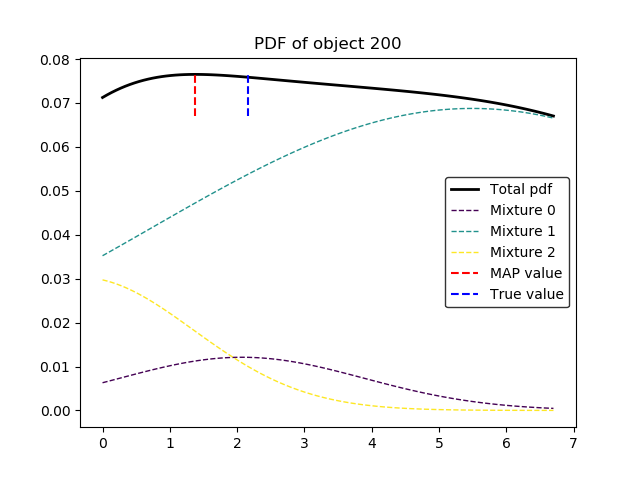 PDF of object 200
0.08
0.07
0.06
0.05
0.04
0.03
0.02
0.01
0.00
Total pdf
Mixture 0
Mixture 1
Mixture 2
MAP value
True value
0 1 2 3 4 5 6 7